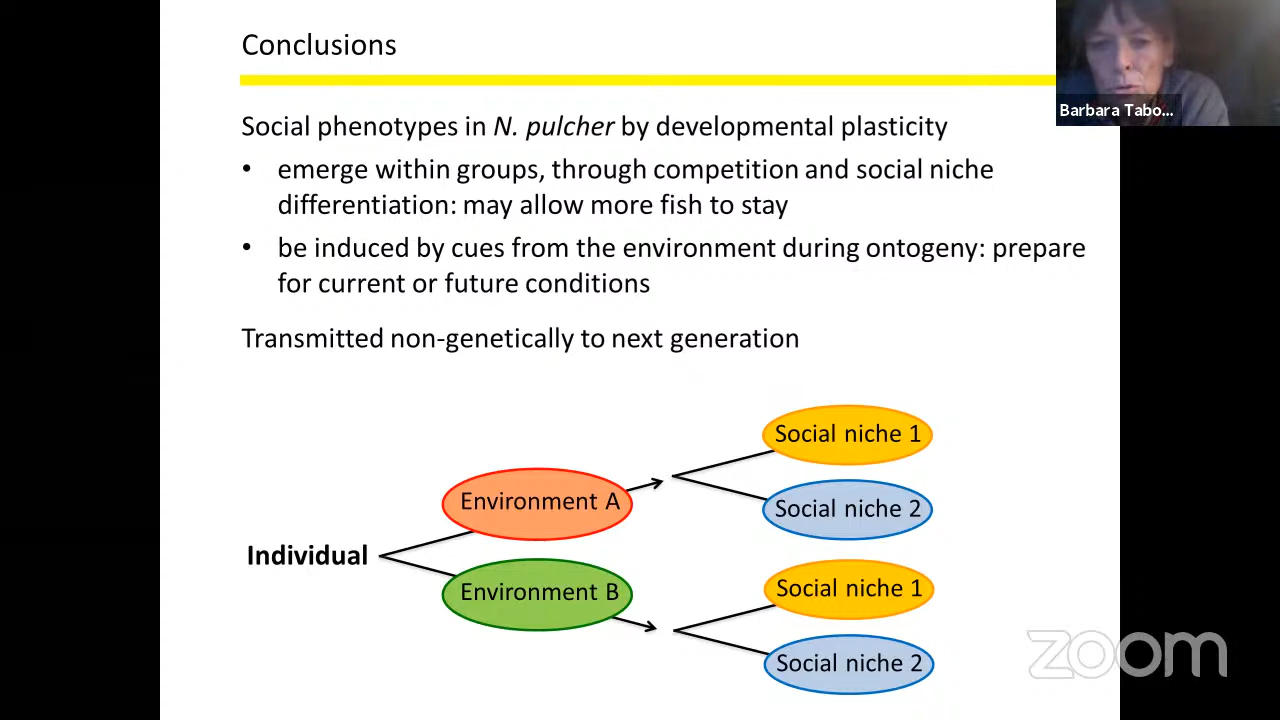 Conclusions
Barbara Tabo...
Social phenotypes in N. pulcher by developmental plasticity
• emerge within groups, through competition and social niche
differentiation: may allow more fish to stay
• be induced by cues from the environment during ontogeny: prepare
for current or future conditions
Transmitted non-genetically to next generation
Social niche 1
Environment A
Social niche 2
Individual
Environment B
Social niche 1
Social niche 2
zoom